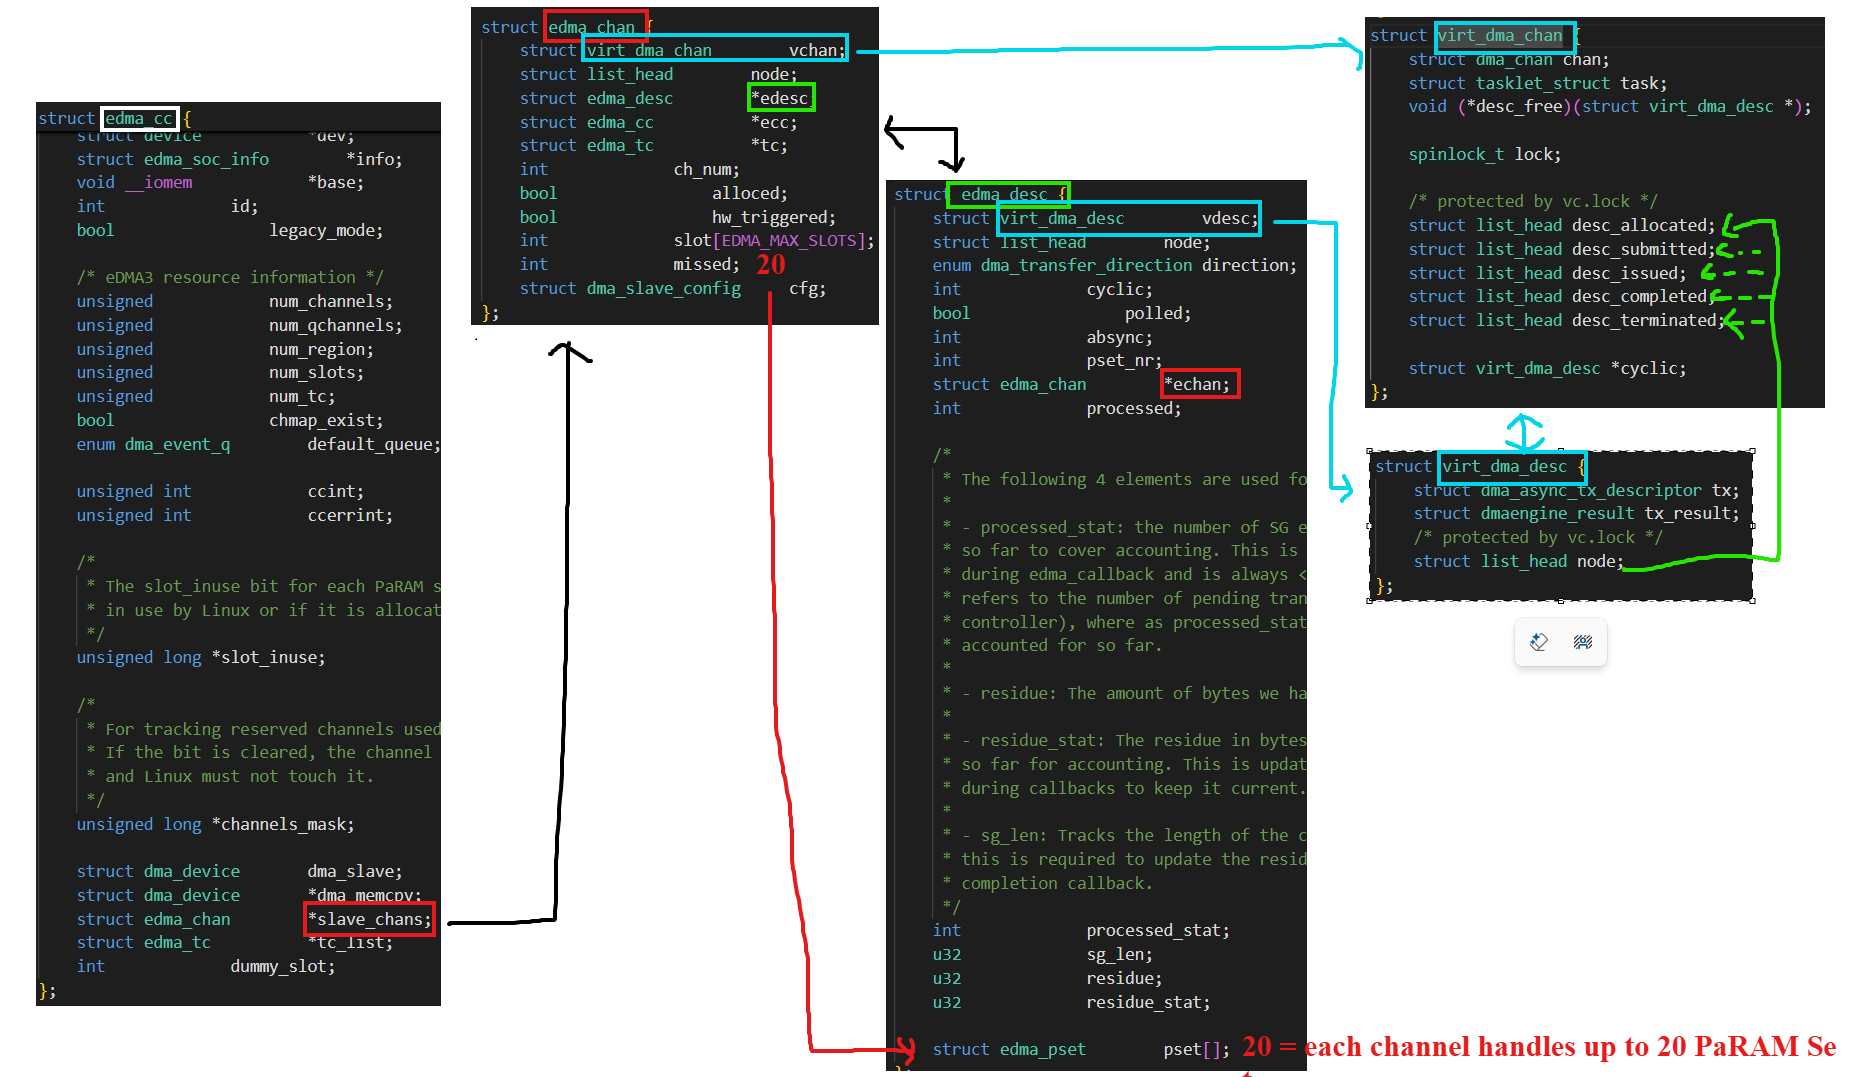 struct edma_cc {
struct device *dev;
struct edma_soc_info *info;
void __iomem *base;
int id;
bool legacy_mode;
/* eDMA3 resource information */
unsigned num_channels;
unsigned num_qchannels;
unsigned num_region;
unsigned num_slots;
unsigned num_tc;
bool chmap_exist;
enum dma_event_q default_queue;
unsigned int ccint;
unsigned int ccerrint;
/*
* The slot_inuse bit for each PaRAM s
* in use by Linux or if it is allocat
*/
unsigned long *slot_inuse;
/*
* For tracking reserved channels used
* If the bit is cleared, the channel
* and Linux must not touch it.
*/
unsigned long *channels_mask;
struct dma_device dma_slave;
struct dma_device *dma_memcpy;
struct edma_chan *slave_chans;
struct edma_tc *tc_list;
int dummy_slot;
};
struct edma_chan {
struct virt_dma_chan vchan;
struct list_head node;
struct edma_desc *edesc
struct edma_cc *ecc;
struct edma_tc *tc;
int ch_num;
bool alloced;
bool hw_triggered;
int slot[EDMA_MAX_SLOTS];
int missed; 20
struct dma_slave_config cfg;
};
struct edma_desc {
struct virt_dma_desc vdesc;
struct list_head node;
enum dma_transfer_direction direction;
int cyclic;
bool polled;
int absync;
int pset_nr;
struct edma_chan *echan;
int processed;
/*
* The following 4 elements are used fo
*
* - processed_stat: the number of SG e
* so far to cover accounting. This is
* during edma_callback and is always <
* refers to the number of pending tran
* controller), where as processed_stat
* accounted for so far.
*
* - residue: The amount of bytes we ha
*
* - residue_stat: The residue in bytes
* so far for accounting. This is updat
* during callbacks to keep it current.
*
* - sg_len: Tracks the length of the c
* this is required to update the resid
* completion callback.
*/
int processed_stat;
u32 sg_len;
u32 residue;
u32 residue_stat;
struct edma_pset pset[]; 20 = each channel handles up to 20 PaRAM Se
struct virt_dma_chan {
struct dma_chan chan;
struct tasklet_struct task;
void (*desc_free)(struct virt_dma_desc *);
spinlock_t lock;
/* protected by vc.lock */
struct list_head desc_allocated;
struct list_head desc_submitted;
struct list_head desc_issued;
struct list_head desc_completed;
struct list_head desc_terminated;
struct virt_dma_desc *cyclic;
};
struct virt_dma_desc {
struct dma_async_tx_descriptor tx;
struct dmaengine_result tx_result;
/* protected by vc.lock */
struct list_head node;
};